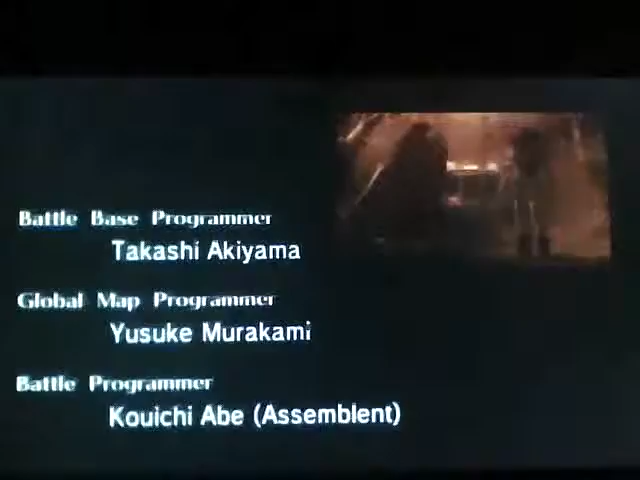 Battle Base Programmer
Takashi Akiyama
Global Map Programmer
Yusuke Murakami
Battle Programmer
Kouichi Abe (Assemblent)